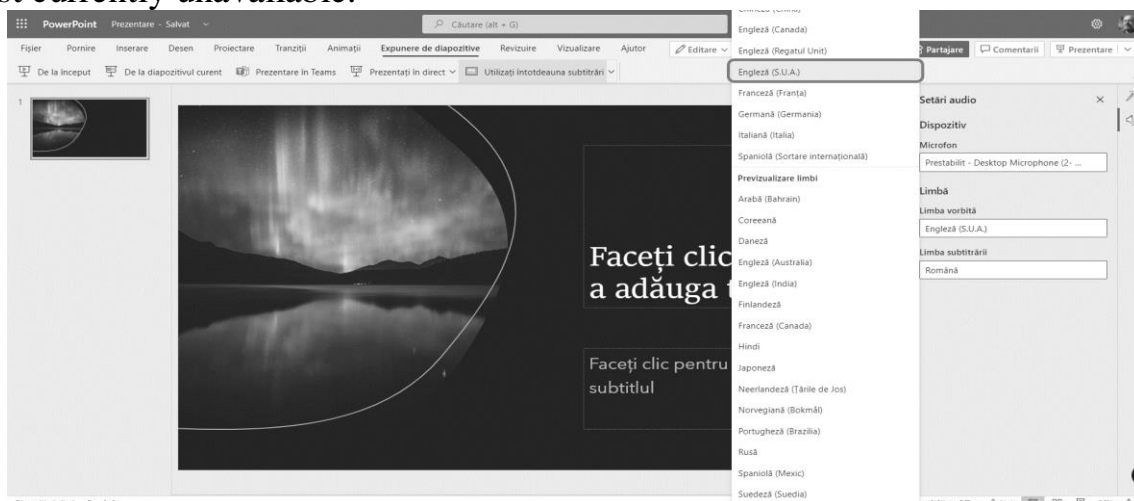 st currently unavailable.
PowerPoint Prezentare - Salvat
Căutare (alt + G)
Fișier Pornire Inserare Desen Proiectare Tranziții Animații Expunere de diapozitive Revizuire Vizualizare Ajutor Editare
Partajare Comentarii Prezentare
De la început De la diapozitivul curent Prezentare în Teams Prezentați în direct Utilizați întotdeauna subtitrări
1
Faceți clic
a adăuga
Faceți clic pentru
subtitlul
Engleză (Canada)
Engleză (Regatul Unit)
Engleză (S.U.A.)
Franceză (Franța)
Germană (Germania)
Italiană (Italia)
Spaniolă (Sortare internațională)
Previzualizare limbi
Arabă (Bahrain)
Coreeană
Daneză
Engleză (Australia)
Engleză (India)
Finlandeză
Franceză (Canada)
Hindi
Japoneză
Neerlandeză (Țările de Jos)
Norvegiană (Bokmål)
Portugheză (Brazilia)
Rusă
Spaniolă (Mexic)
Suedeză (Suedia)
Setări audio
Dispozitiv
Microfon
Prestabilit - Desktop Microphone (2- ...
Limbă
Limba vorbită
Engleză (S.U.A.)
Limba subtitrării
Română